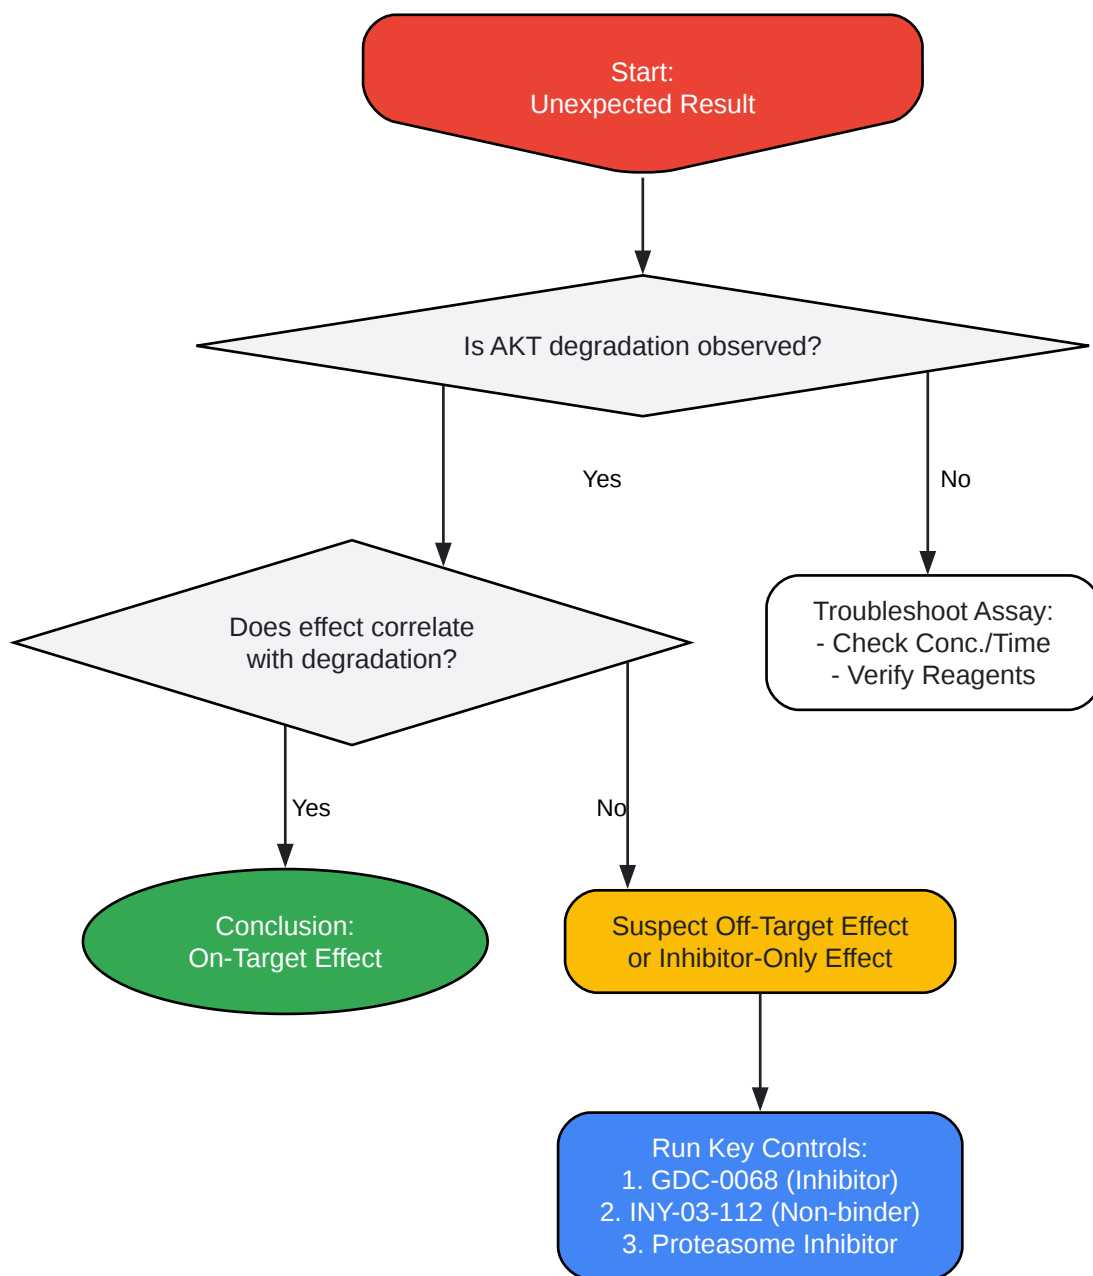 Start:
Unexpected Result
Is AKT degradation observed?
Yes
No
Does effect correlate
with degradation?
Troubleshoot Assay:
- Check Conc./Time
- Verify Reagents
Yes
No
Conclusion:
On-Target Effect
Suspect Off-Target Effect
or Inhibitor-Only Effect
Run Key Controls:
1. GDC-0068 (Inhibitor)
2. INY-03-112 (Non-binder)
3. Proteasome Inhibitor